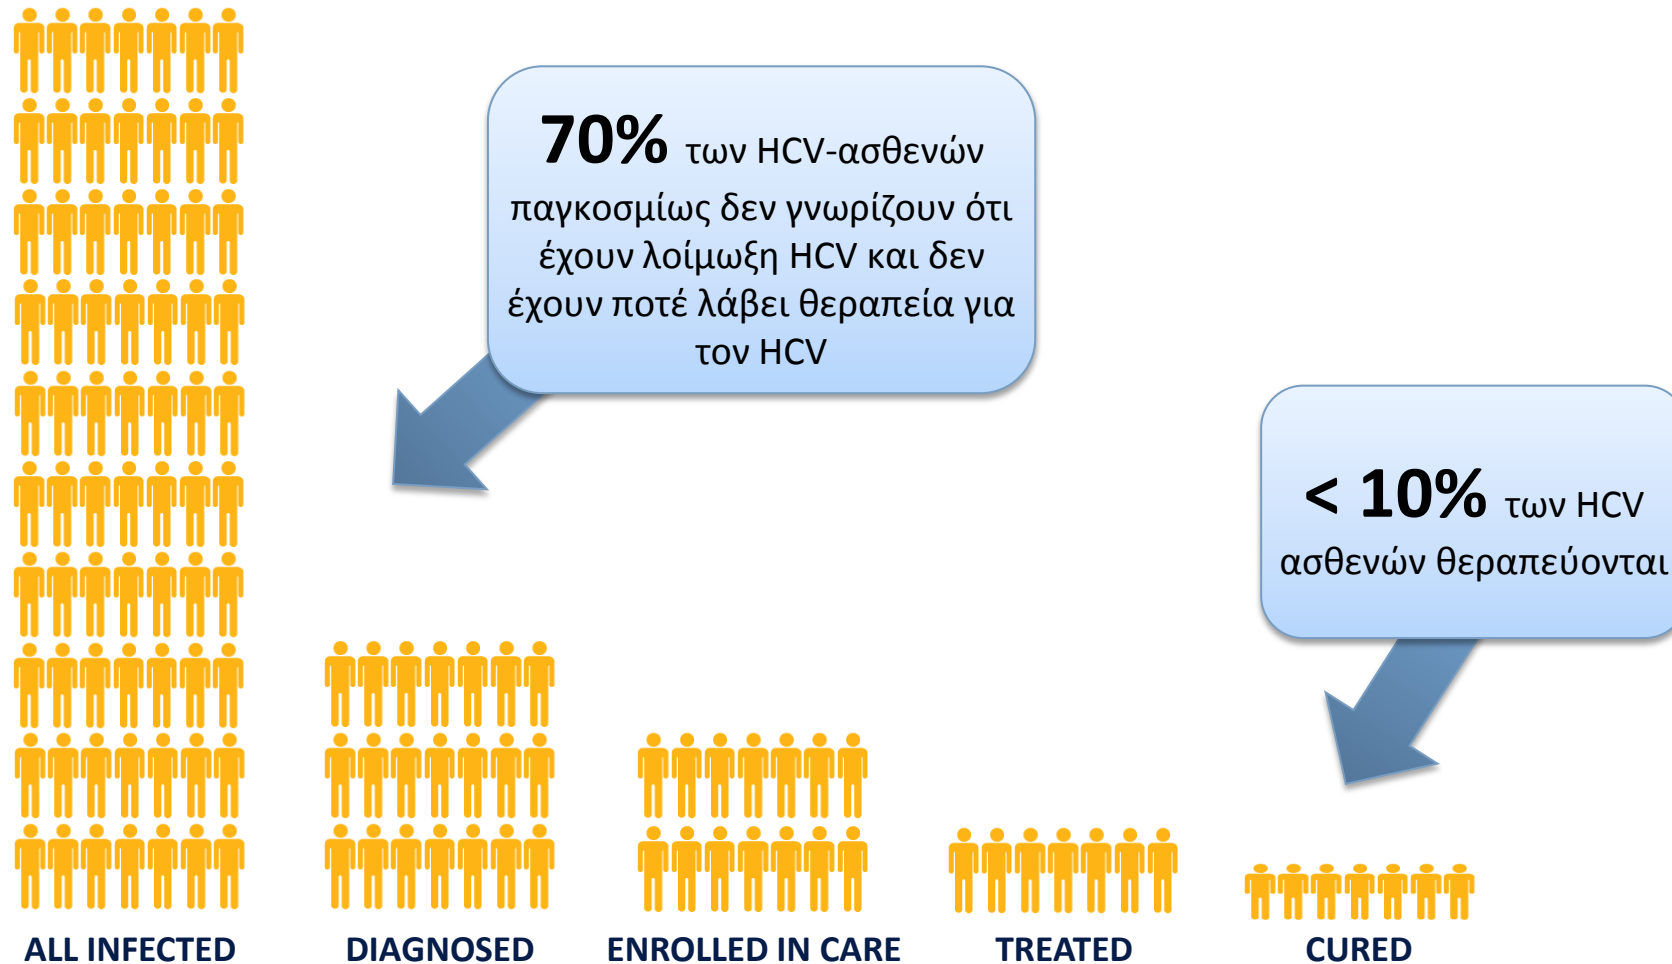 70% των HCV-ασθενών
παγκοσμίως δεν γνωρίζουν ότι
έχουν λοίμωξη HCV και δεν
έχουν ποτέ λάβει θεραπεία για
τον HCV
< 10% των HCV
ασθενών θεραπεύονται
ALL INFECTED
DIAGNOSED
ENROLLED IN CARE
TREATED
CURED